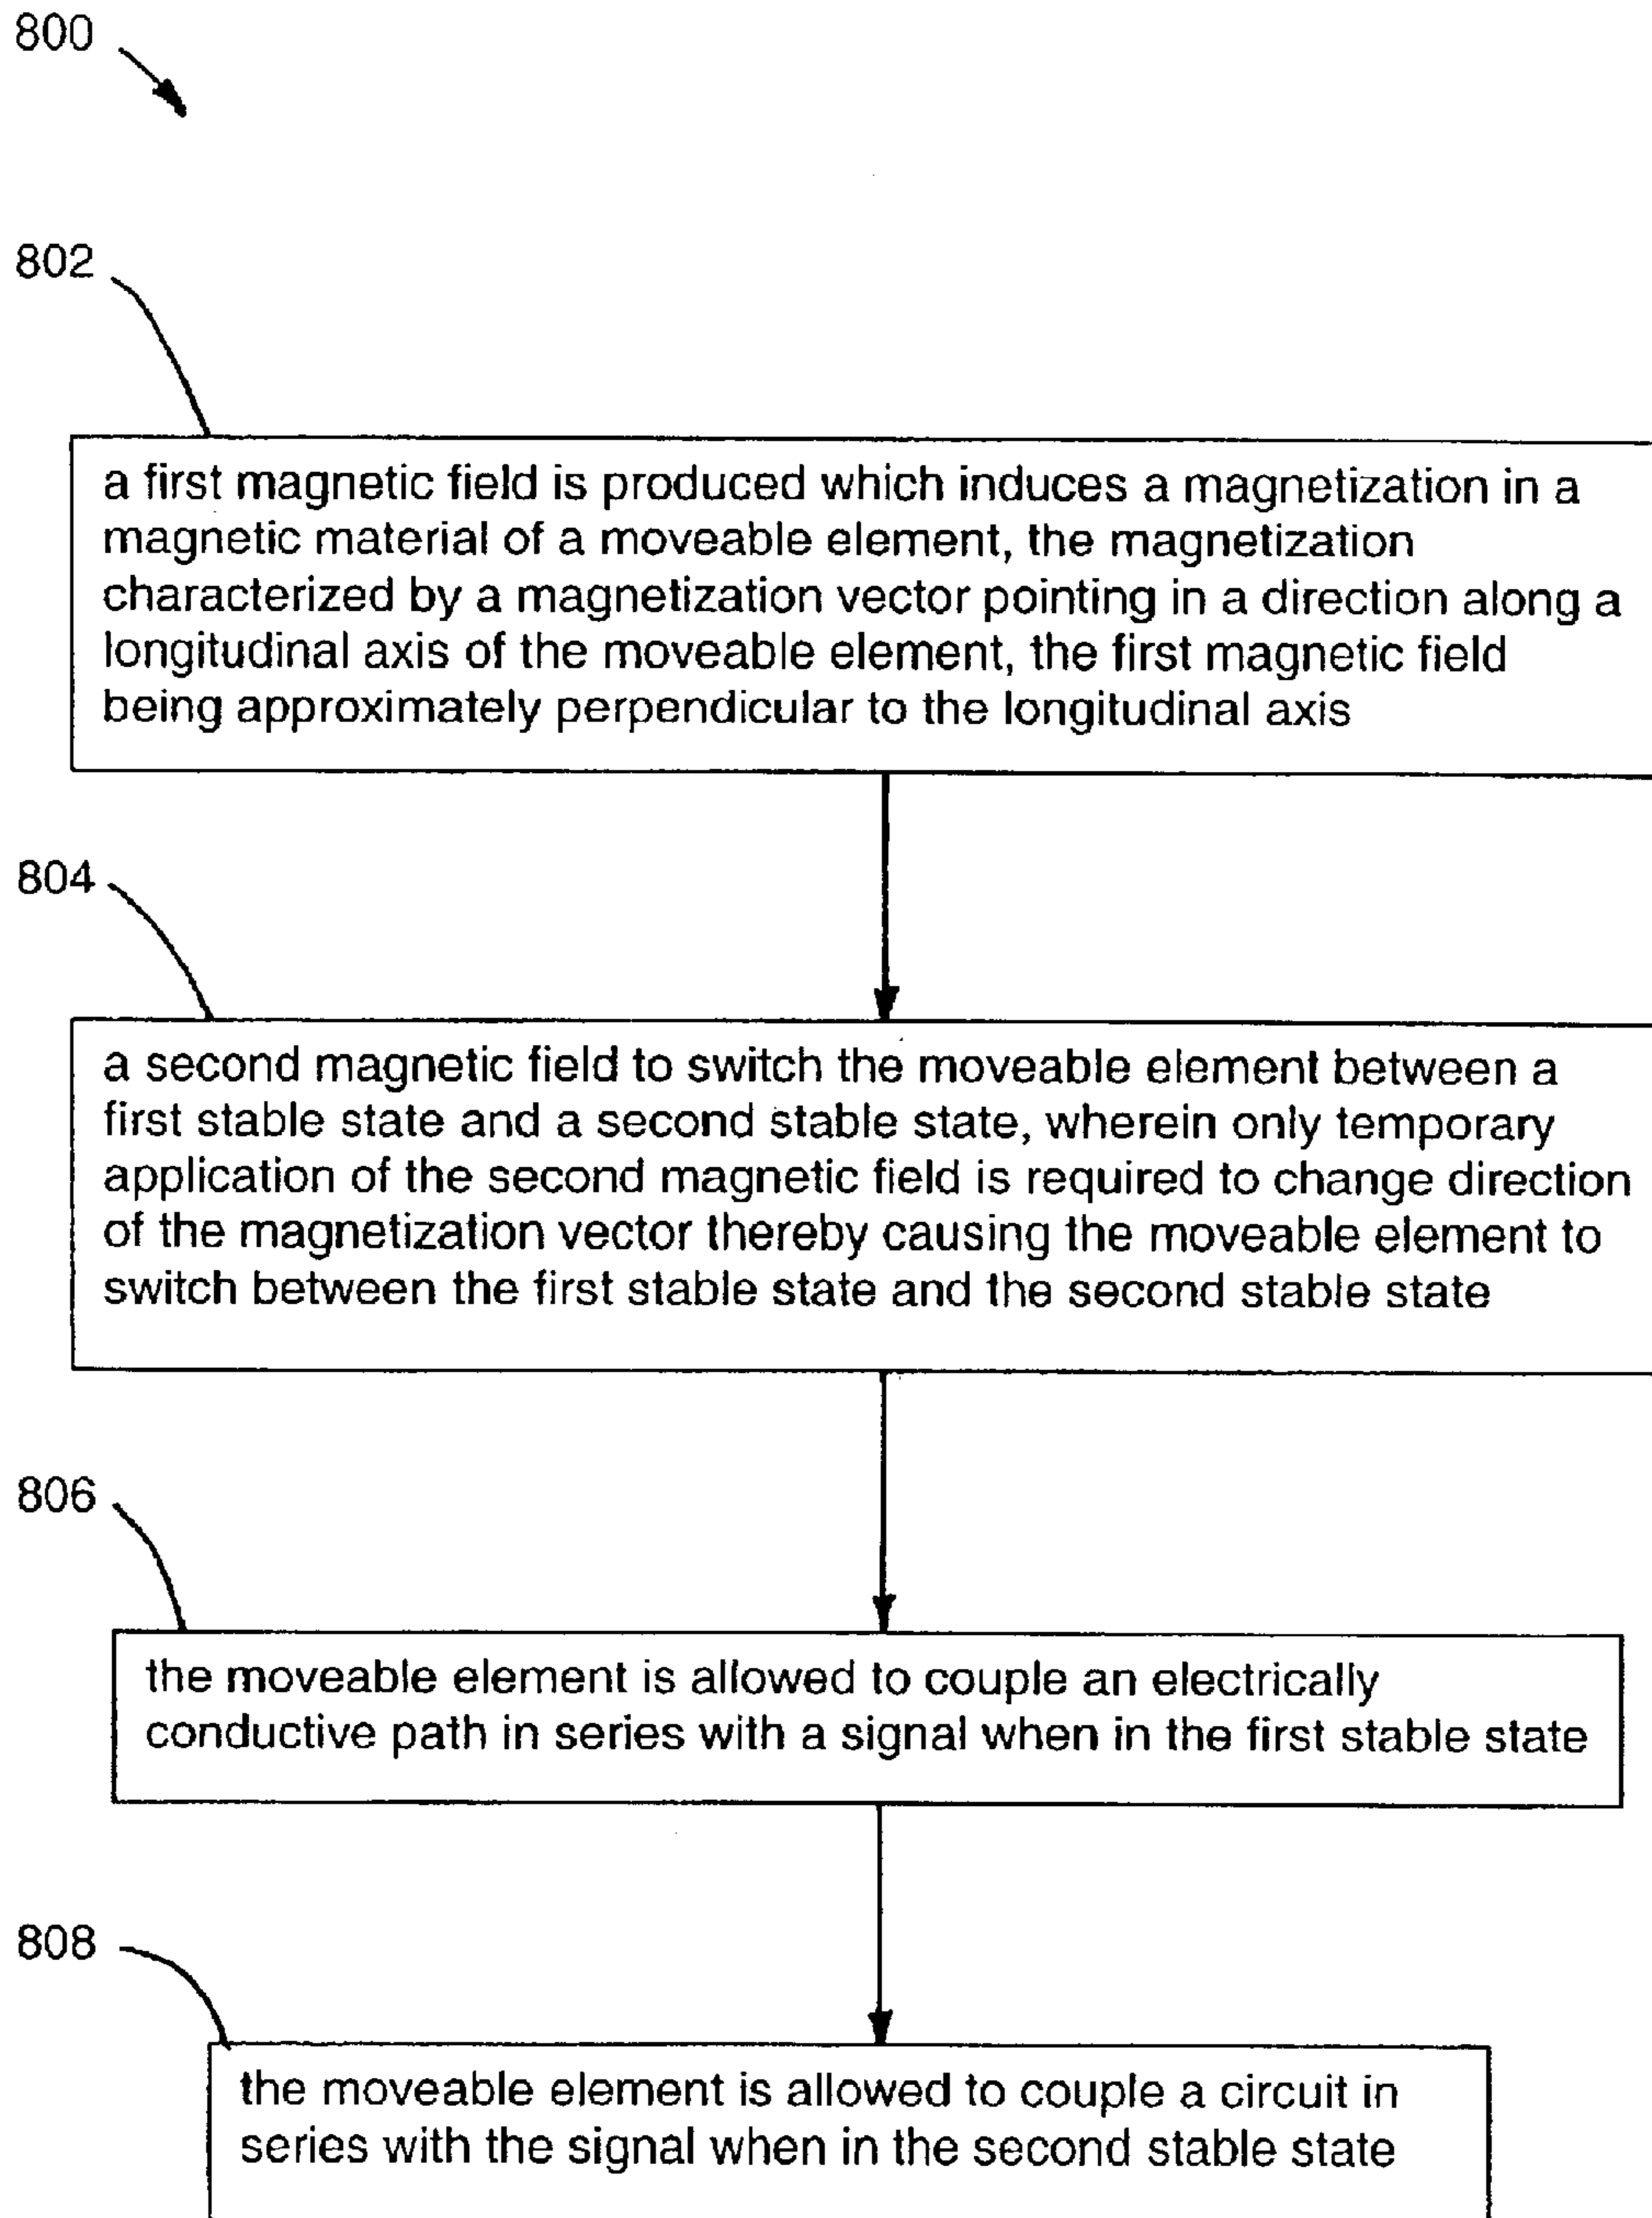 800
802
a first magnetic field is produced which induces a magnetization in a
magnetic material of a moveable element, the magnetization
characterized by a magnetization vector pointing in a direction along a
longitudinal axis of the moveable element, the first magnetic field
being approximately perpendicular to the longitudinal axis
804
a second magnetic field to switch the moveable element between a
first stable state and a second stable state, wherein only temporary
application of the second magnetic field is required to change direction
of the magnetization vector thereby causing the moveable element to
switch between the first stable state and the second stable state
806
the moveable element is allowed to couple an electrically
conductive path in series with a signal when in the first stable state
808
the moveable element is allowed to couple a circuit in
series with the signal when in the second stable state